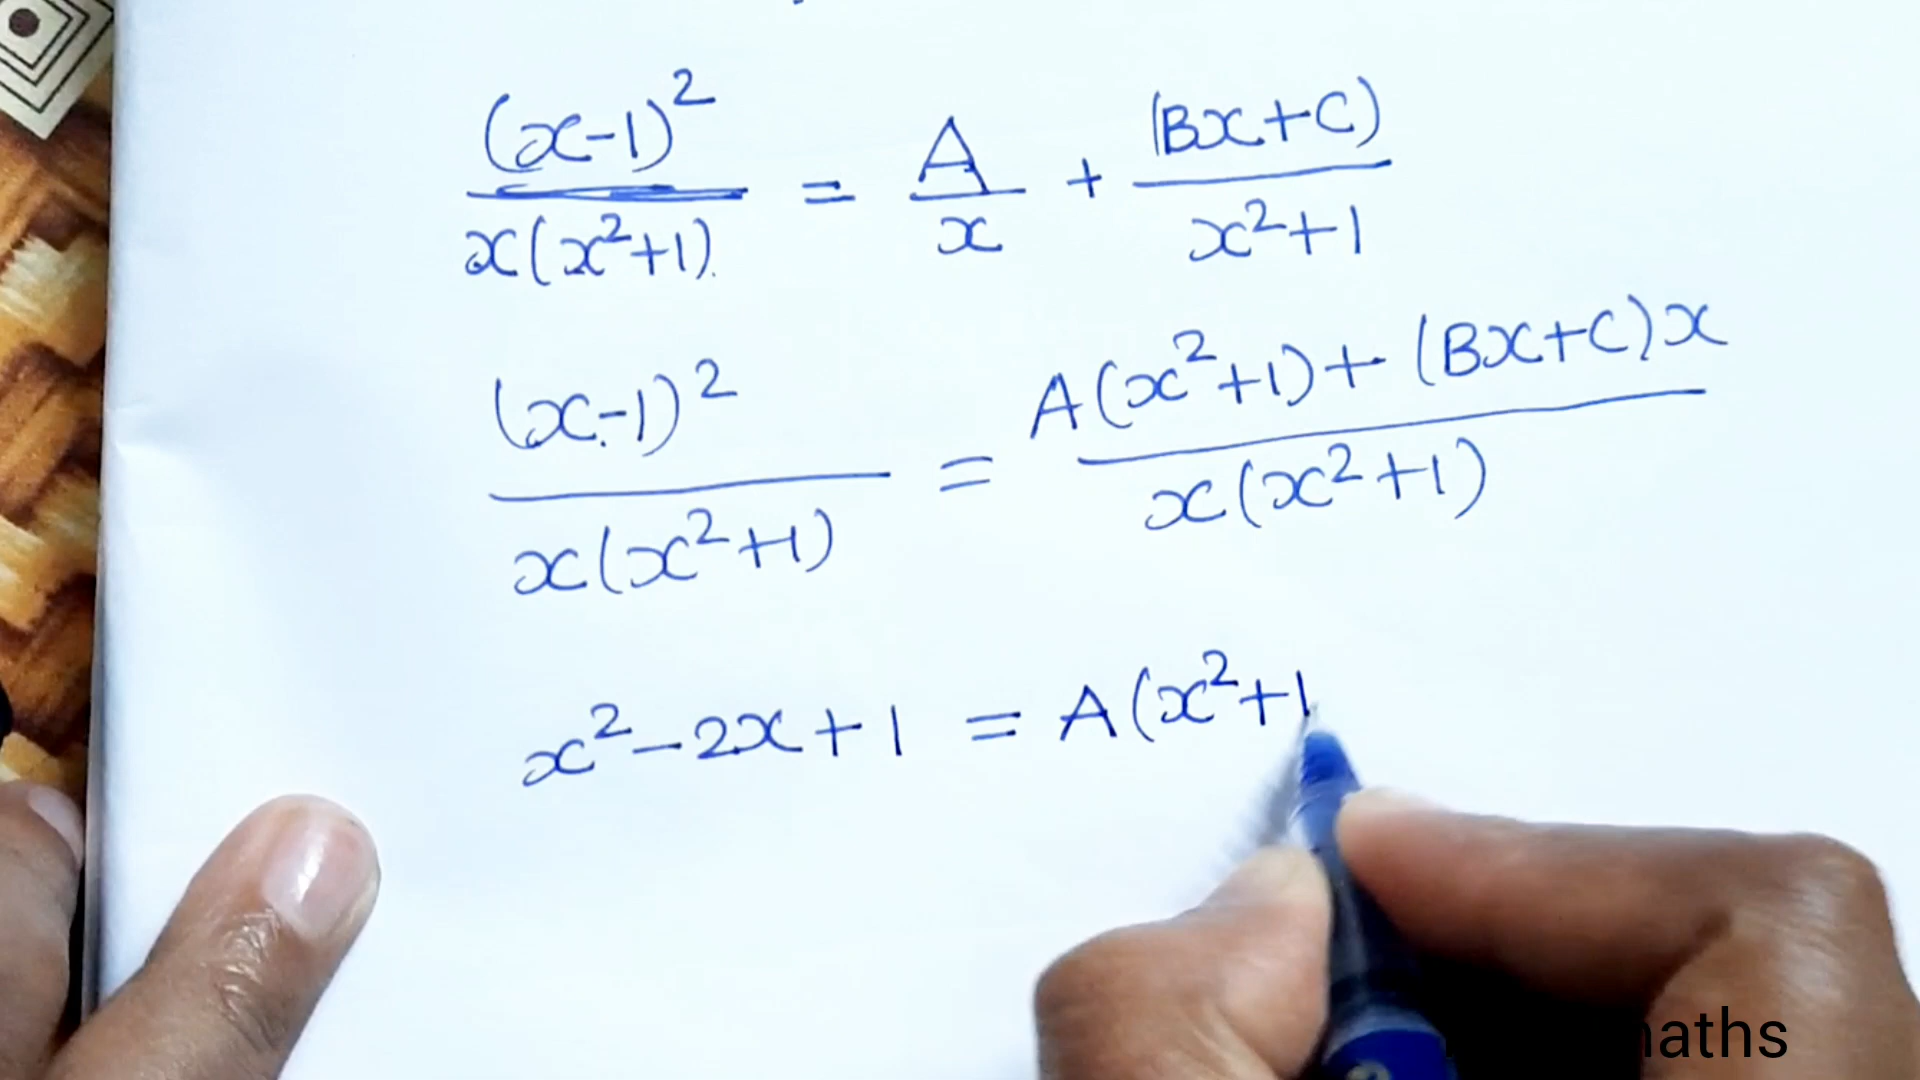 (x-1)² / x(x²+1) = A / x + (Bx+C) / x²+1
(x-1)² / x(x²+1) = A(x²+1)+(Bx+C)x / x(x²+1)
x²-2x+1 = A(x²+1